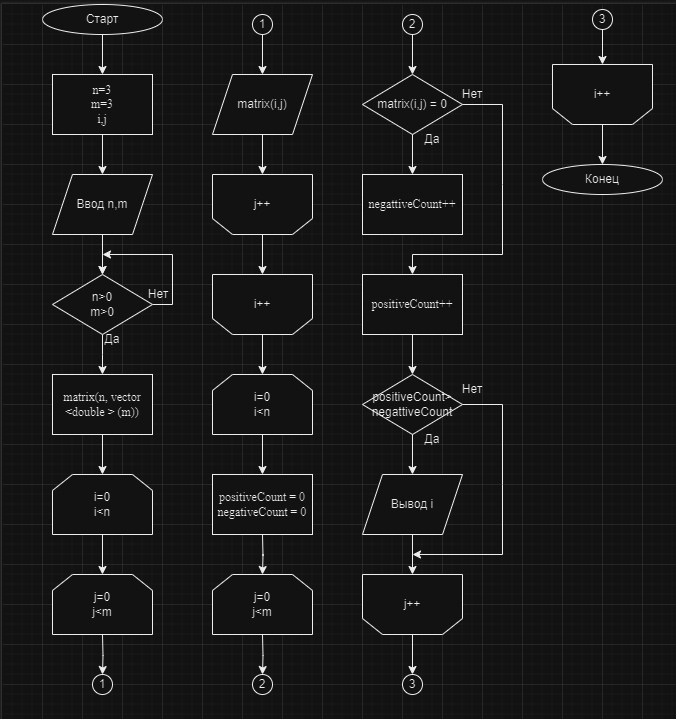 Старт
n=3
m=3
i,j
Ввод n,m
n>0
m>0
Нет
Да
matrix(n, vector
<double > (m))
i=0
i<n
j=0
j<m
1
1
matrix(i,j)
j++
i++
i=0
i<n
positiveCount = 0
negativeCount = 0
j=0
j<m
2
2
matrix(i,j) = 0
Нет
Да
negattiveCount++
positiveCount++
positiveCount>
negattiveCount
Нет
Да
Вывод i
j++
3
3
i++
Конец